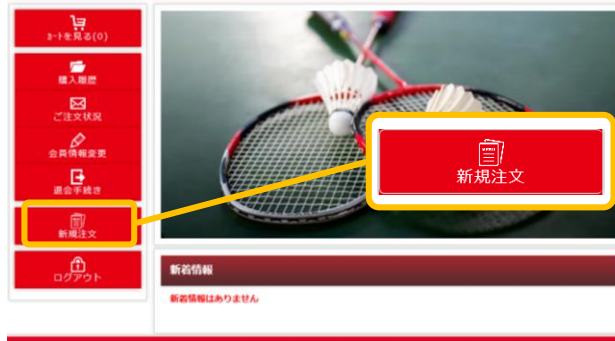 カートを見る(0)
購入履歴
ご注文状況
会員情報変更
退会手続き
新規注文
ログアウト
新規注文
新着情報
新着情報はありません